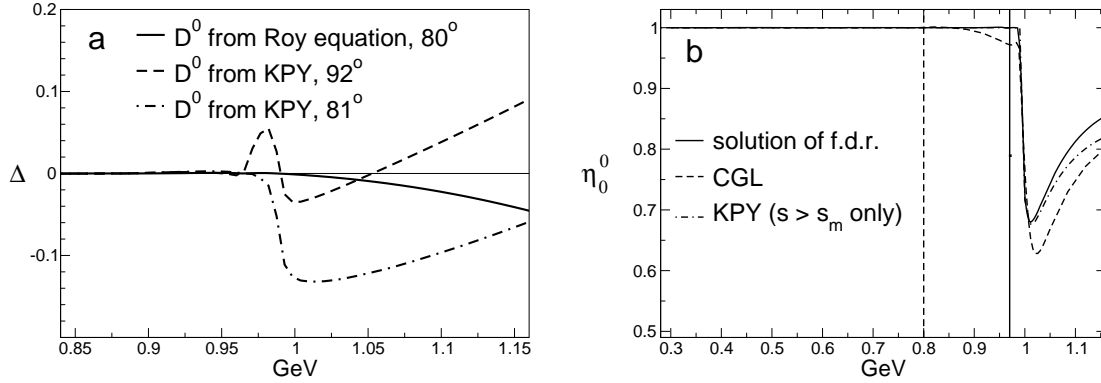 0.2
0.1
0
-0.1
Δ
a
D⁰ from Roy equation, 80°
D⁰ from KPY, 92°
D⁰ from KPY, 81°
0.85 0.9 0.95 1 1.05 1.1 1.15
GeV
1
0.9
0.8
0.7
0.6
0.5
η₀⁰
b
solution of f.d.r.
CGL
KPY (s > sₘ only)
0.3 0.4 0.5 0.6 0.7 0.8 0.9 1 1.1
GeV